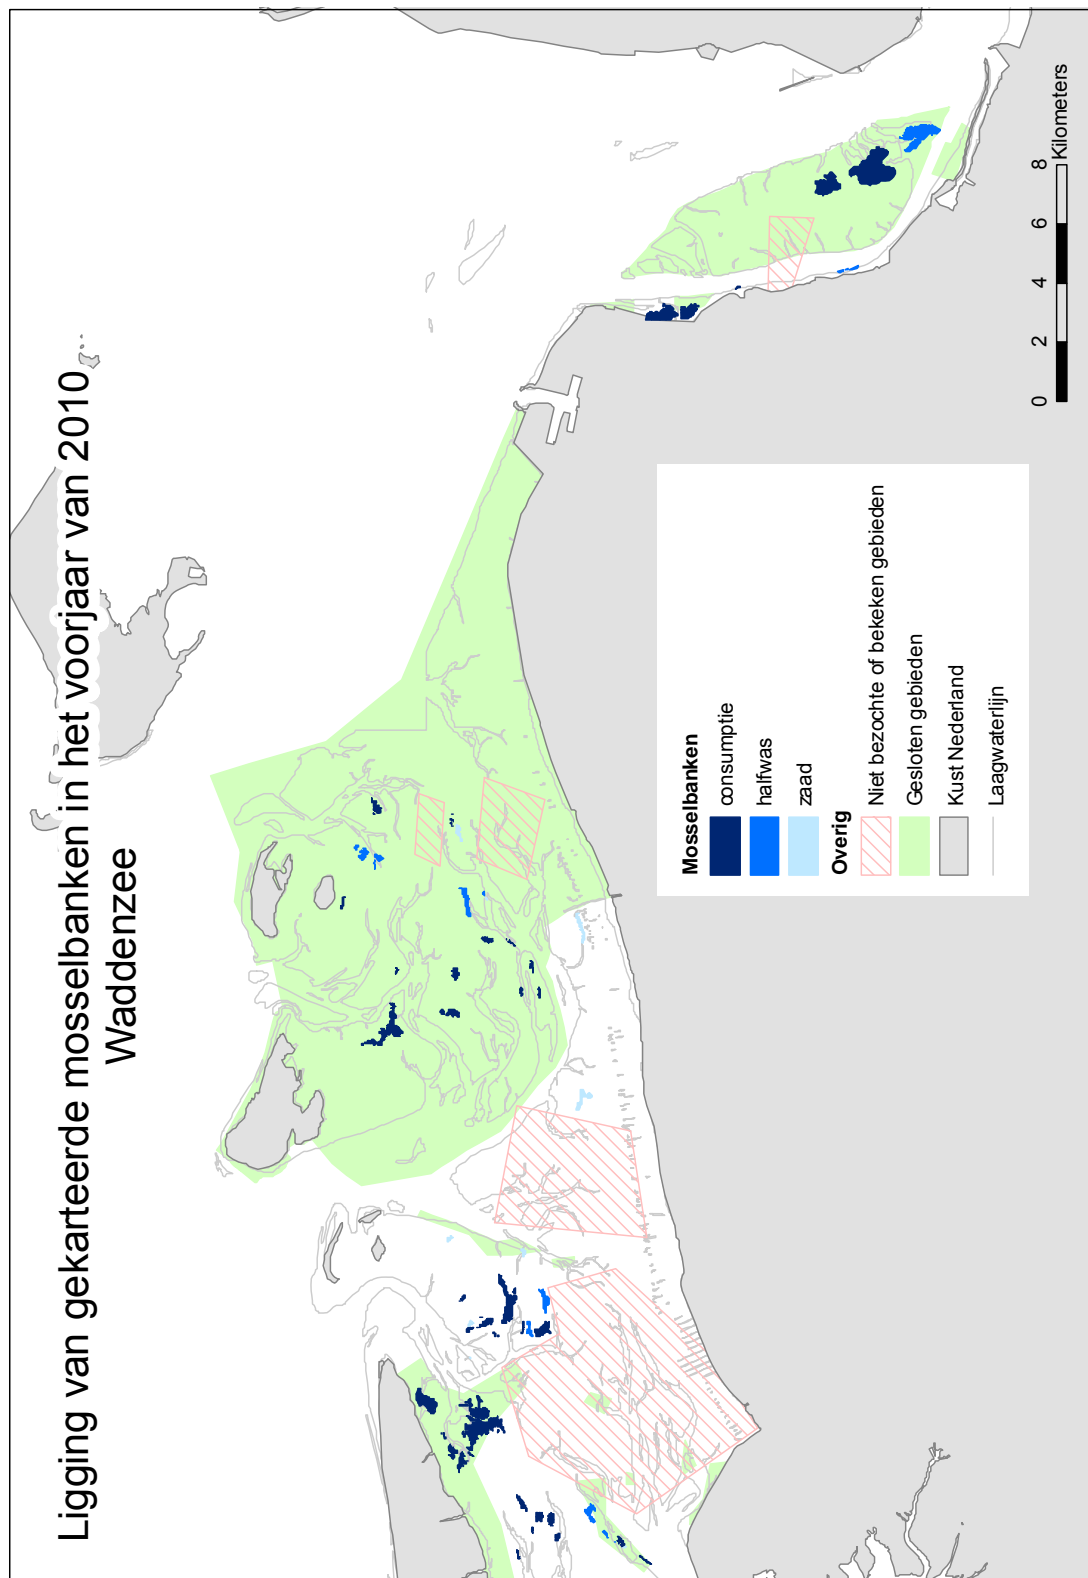 Ligging van gekarteerde mosselbanken in het voorjaar van 2010
Waddenzee
Mosselbanken
consumptie
halfwas
zaad
Overig
Niet bezochte of bekeken gebieden
Gesloten gebieden
Kust Nederland
Laagwaterlijn
0 2 4 6 8
Kilometers